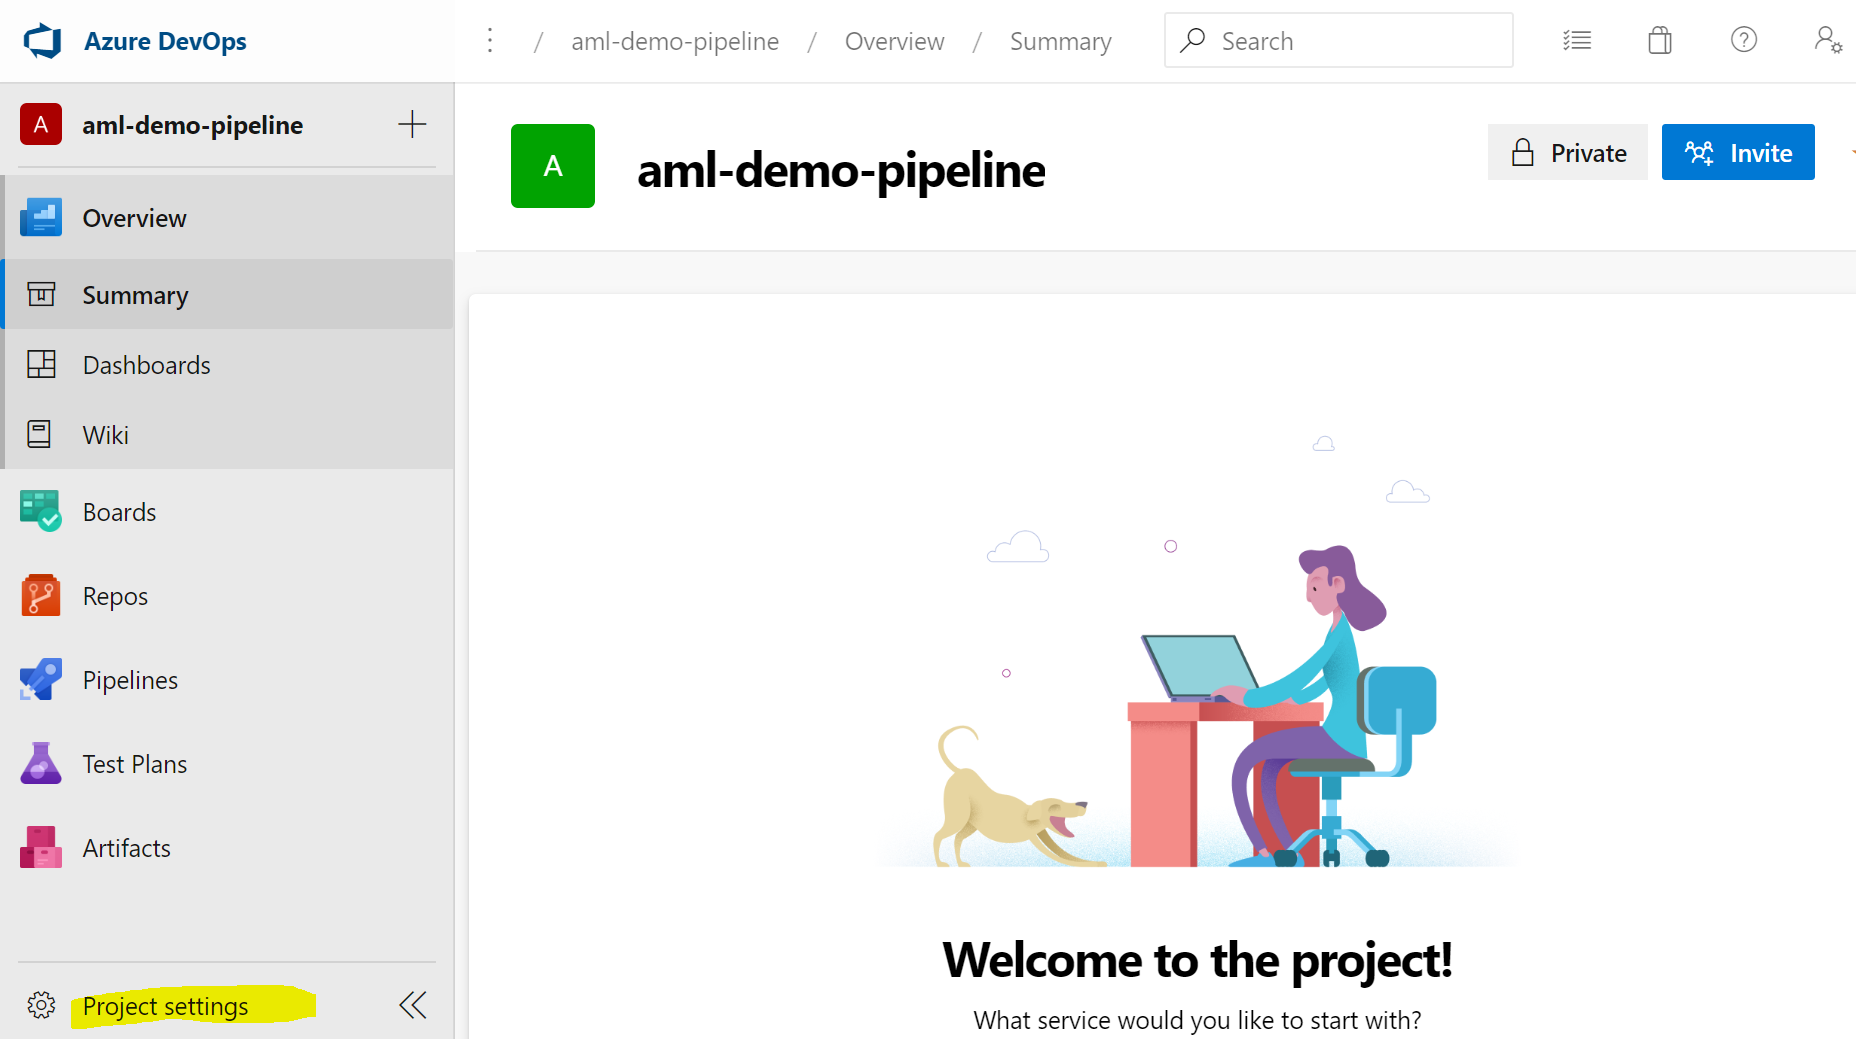 Azure DevOps
/ aml-demo-pipeline / Overview / Summary
Search
A aml-demo-pipeline
A aml-demo-pipeline
Private
Invite
Overview
Summary
Dashboards
Wiki
Boards
Repos
Pipelines
Test Plans
Artifacts
Project settings
Welcome to the project!
What service would you like to start with?